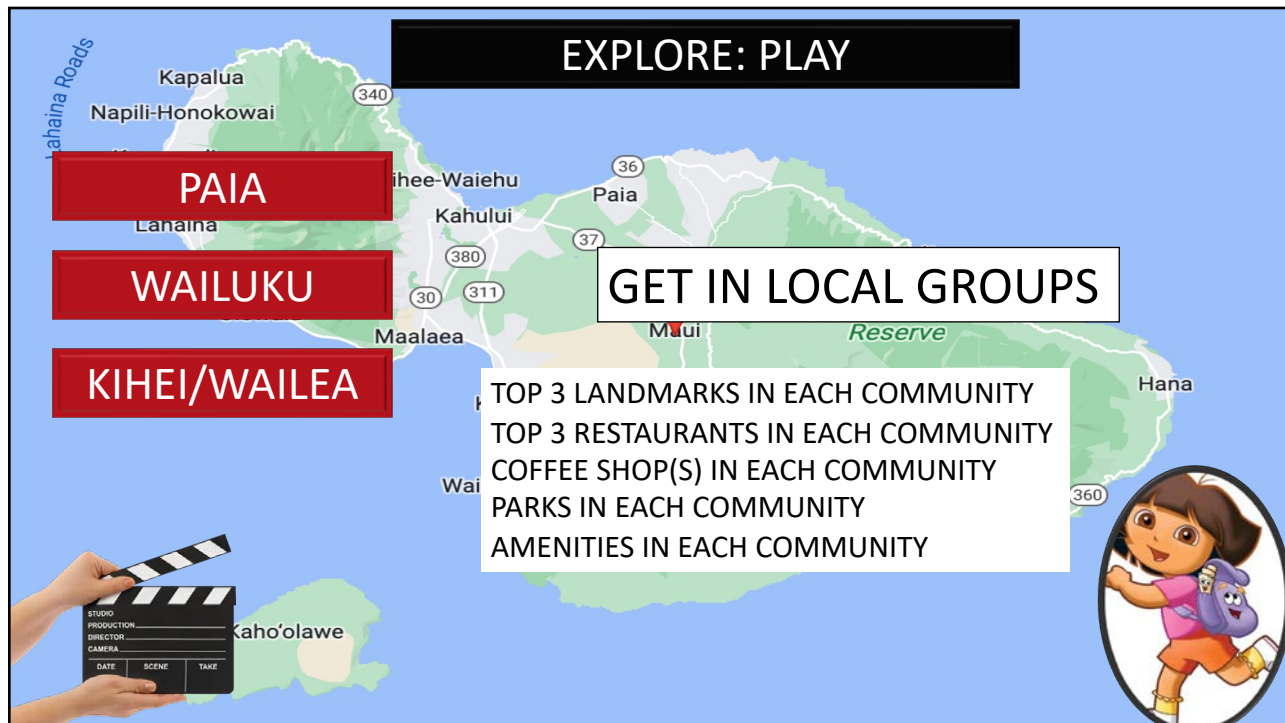 EXPLORE: PLAY
Lahaina Roads
Kapalua
340
Napili-Honokowai
PAIA
ihee-Waiehu
36
Paia
Lahaina
Kahului
37
380
WAILUKU
30
311
GET IN LOCAL GROUPS
Maalaea
Maui
Reserve
KIHEI/WAILEA
Hana
TOP 3 LANDMARKS IN EACH COMMUNITY
TOP 3 RESTAURANTS IN EACH COMMUNITY
COFFEE SHOP(S) IN EACH COMMUNITY
Wai
PARKS IN EACH COMMUNITY
360
AMENITIES IN EACH COMMUNITY
STUDIO
PRODUCTION
DIRECTOR
CAMERA
DATE SCENE TAKE
Kaho'olawe